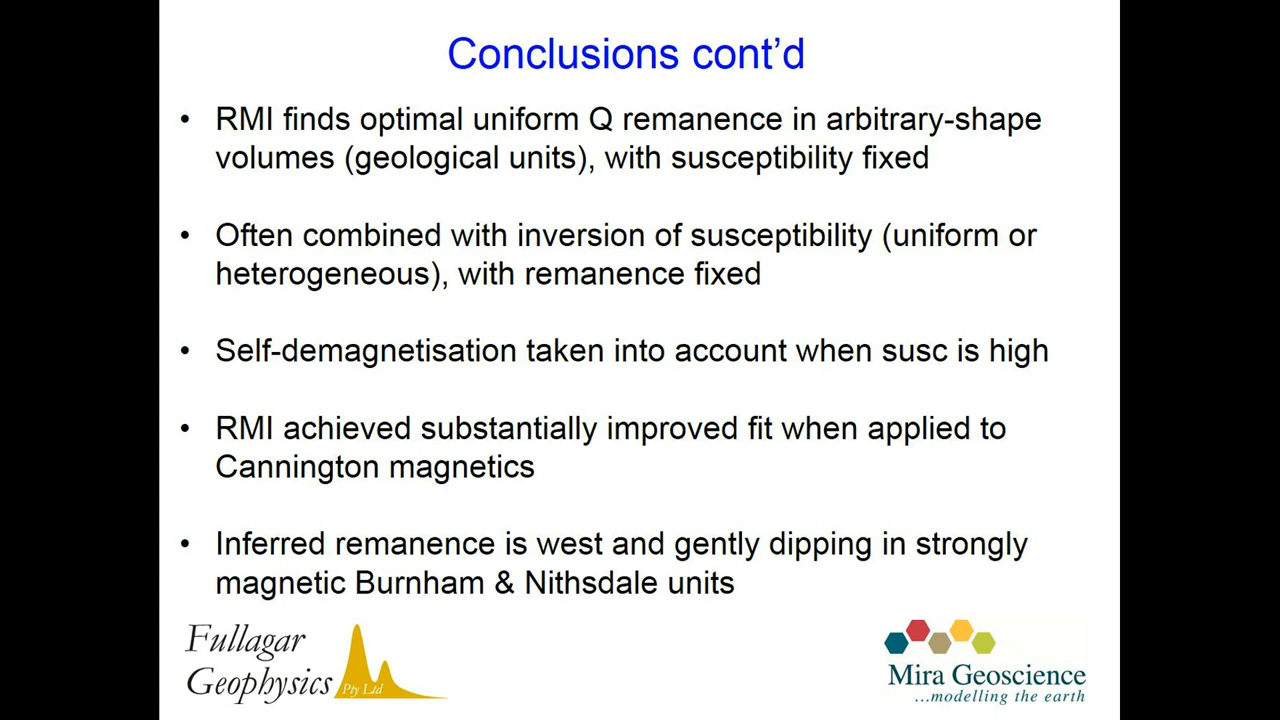 Conclusions cont’d
• RMI finds optimal uniform Q remanence in arbitrary-shape
volumes (geological units), with susceptibility fixed
• Often combined with inversion of susceptibility (uniform or
heterogeneous), with remanence fixed
• Self-demagnetisation taken into account when susc is high
• RMI achieved substantially improved fit when applied to
Cannington magnetics
• Inferred remanence is west and gently dipping in strongly
magnetic Burnham & Nithsdale units
Fullagar
Geophysics Pty Ltd
Mira Geoscience
...modelling the earth